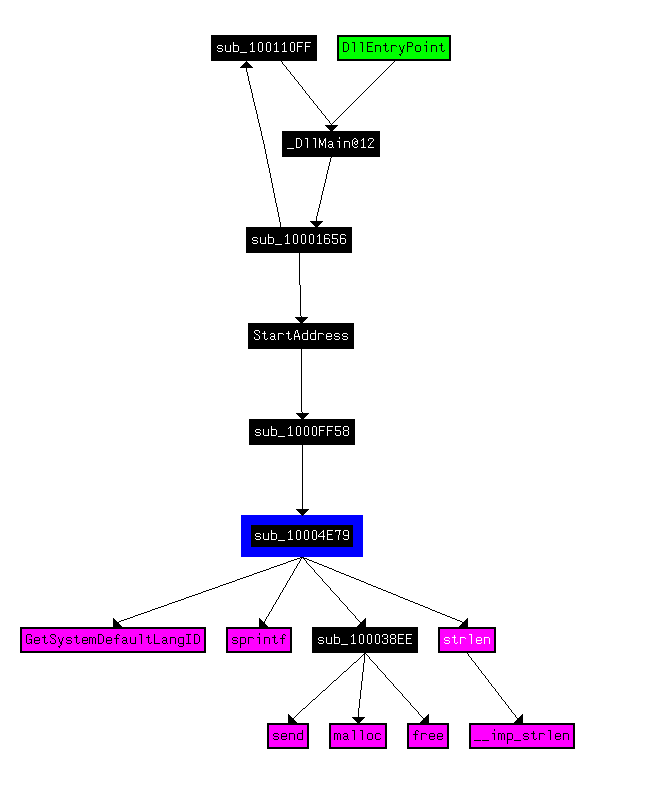 sub_100110FF
DllEntryPoint
_DllMain@12
sub_10001656
StartAddress
sub_1000FF58
sub_10004E79
GetSystemDefaultLangID
sprintf
sub_100038EE
strlen
send
malloc
free
__imp_strlen